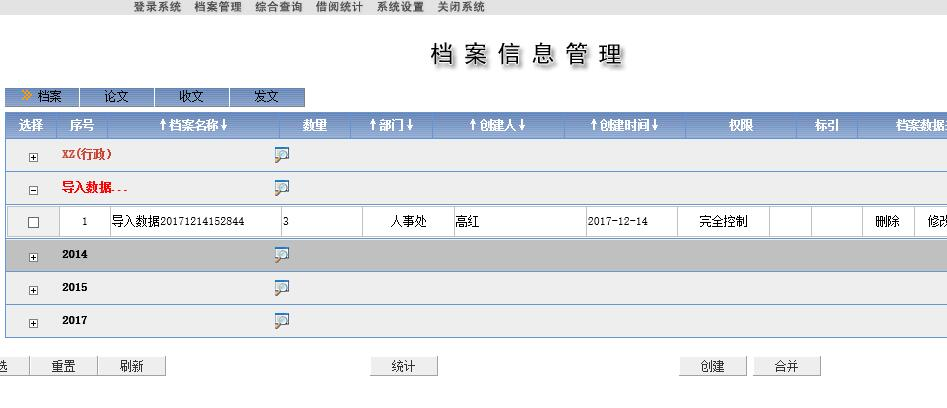 登录系统 档案管理 综合查询 借阅统计 系统设置 关闭系统
档案信息管理
档案 论文 收文 发文
选择 序号 ↑档案名称↓ 数量 ↑部门↓ ↑创建人↓ ↑创建时间↓ 权限 标引 档案数据
XZ(行政)
导入数据...
1 导入数据20171214152844 3 人事处 高红 2017-12-14 完全控制 删除 修改
2014
2015
2017
选 重置 刷新 统计 创建 合并